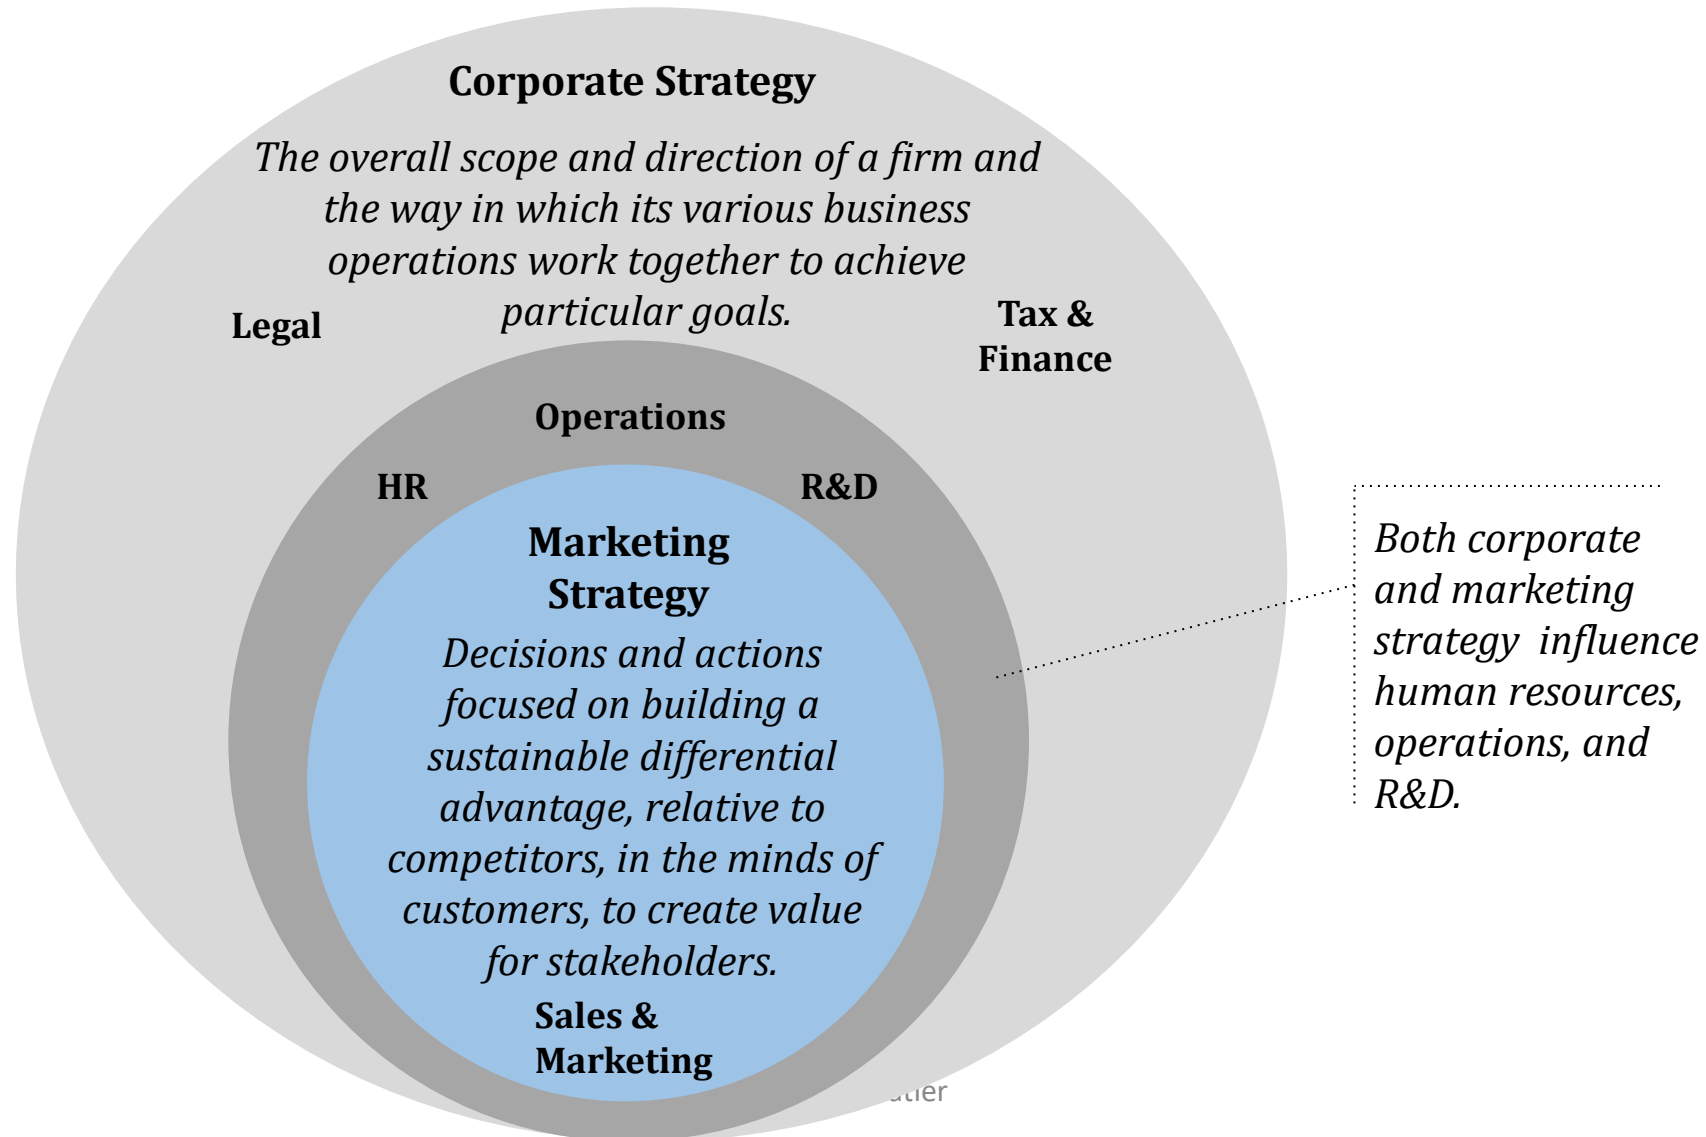 Corporate Strategy
The overall scope and direction of a firm and
the way in which its various business
operations work together to achieve
particular goals.
Legal
Tax &
Finance
Operations
HR
R&D
Marketing
Strategy
Decisions and actions
focused on building a
sustainable differential
advantage, relative to
competitors, in the minds of
customers, to create value
for stakeholders.
Sales &
Marketing
Both corporate
and marketing
strategy influence
human resources,
operations, and
R&D.